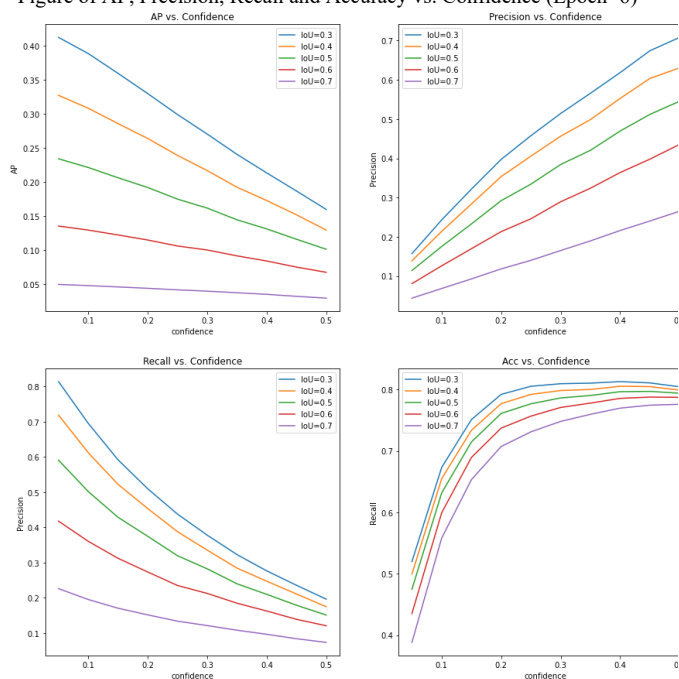 Figure of AP, Precision, Recall and Accuracy vs. Confidence (Epoch=6)
AP vs. Confidence
IoU=0.3
IoU=0.4
IoU=0.5
IoU=0.6
IoU=0.7
0.40
0.35
0.30
0.25
0.20
0.15
0.10
0.05
AP
0.1 0.2 0.3 0.4 0.5
confidence
Precision vs. Confidence
IoU=0.3
IoU=0.4
IoU=0.5
IoU=0.6
IoU=0.7
0.7
0.6
0.5
0.4
0.3
0.2
0.1
Precision
0.1 0.2 0.3 0.4 0.
confidence
Recall vs. Confidence
IoU=0.3
IoU=0.4
IoU=0.5
IoU=0.6
IoU=0.7
0.8
0.7
0.6
0.5
0.4
0.3
0.2
0.1
Precision
0.1 0.2 0.3 0.4 0.5
confidence
Acc vs. Confidence
IoU=0.3
IoU=0.4
IoU=0.5
IoU=0.6
IoU=0.7
0.8
0.7
0.6
0.5
0.4
Recall
0.1 0.2 0.3 0.4 0.
confidence